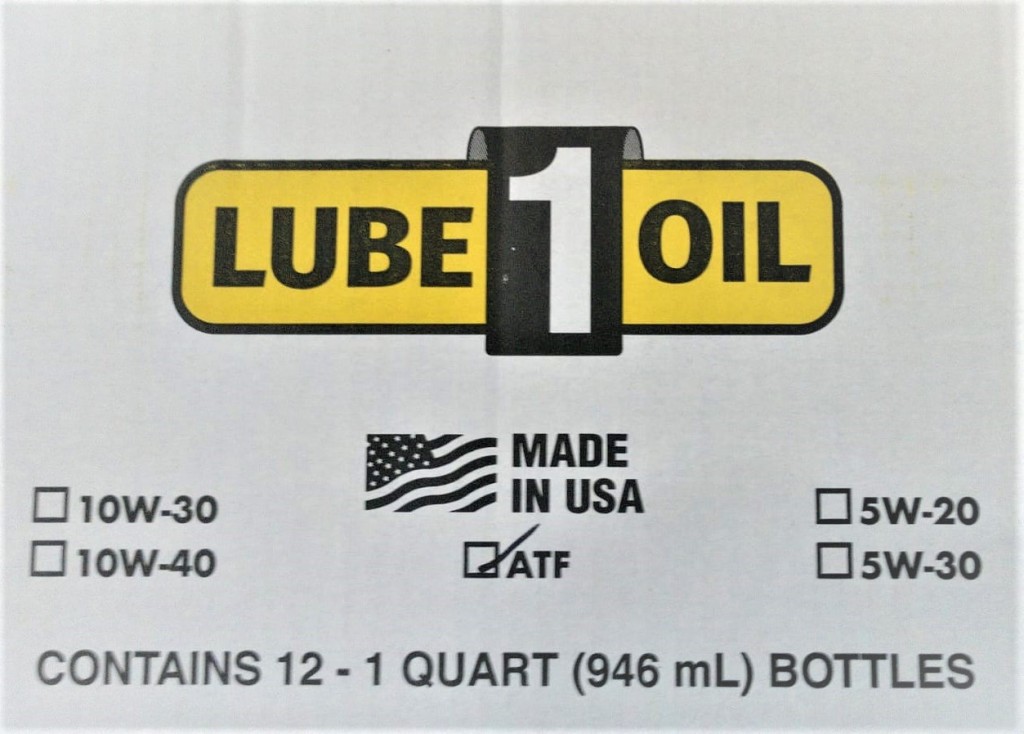 LUBE 1 OIL
MADE
IN USA
10W-30
10W-40
ATF
5W-20
5W-30
CONTAINS 12 - 1 QUART (946 mL) BOTTLES